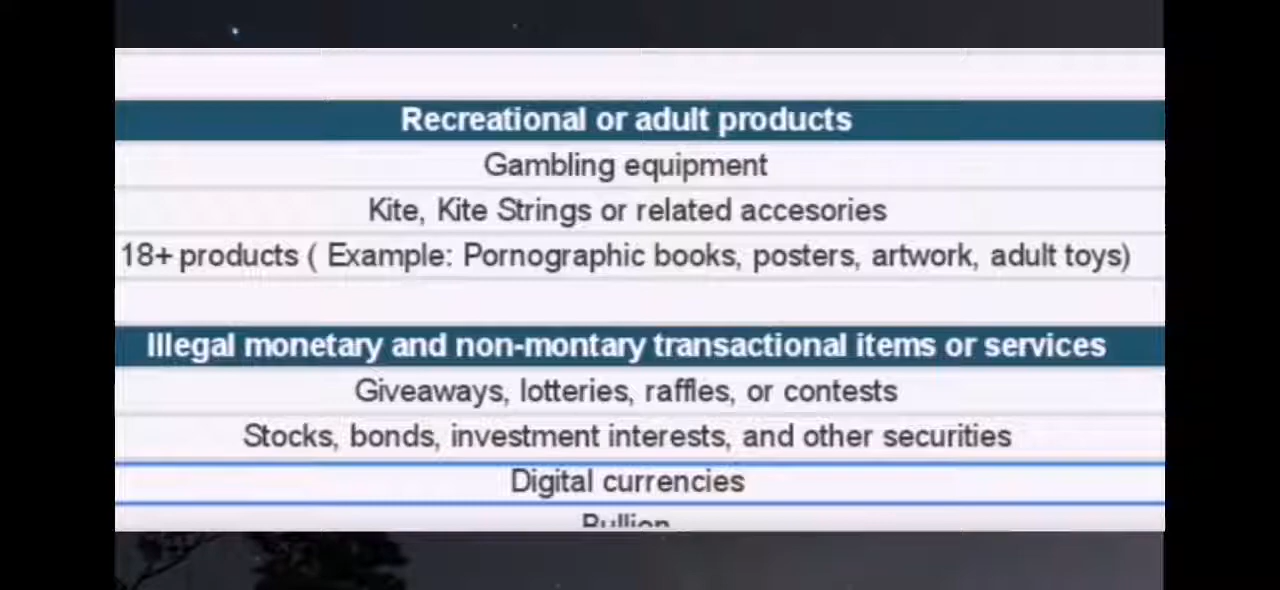 Recreational or adult products
Gambling equipment
Kite, Kite Strings or related accesories
18+ products ( Example: Pornographic books, posters, artwork, adult toys)
Illegal monetary and non-montary transactional items or services
Giveaways, lotteries, raffles, or contests
Stocks, bonds, investment interests, and other securities
Digital currencies
Bullion